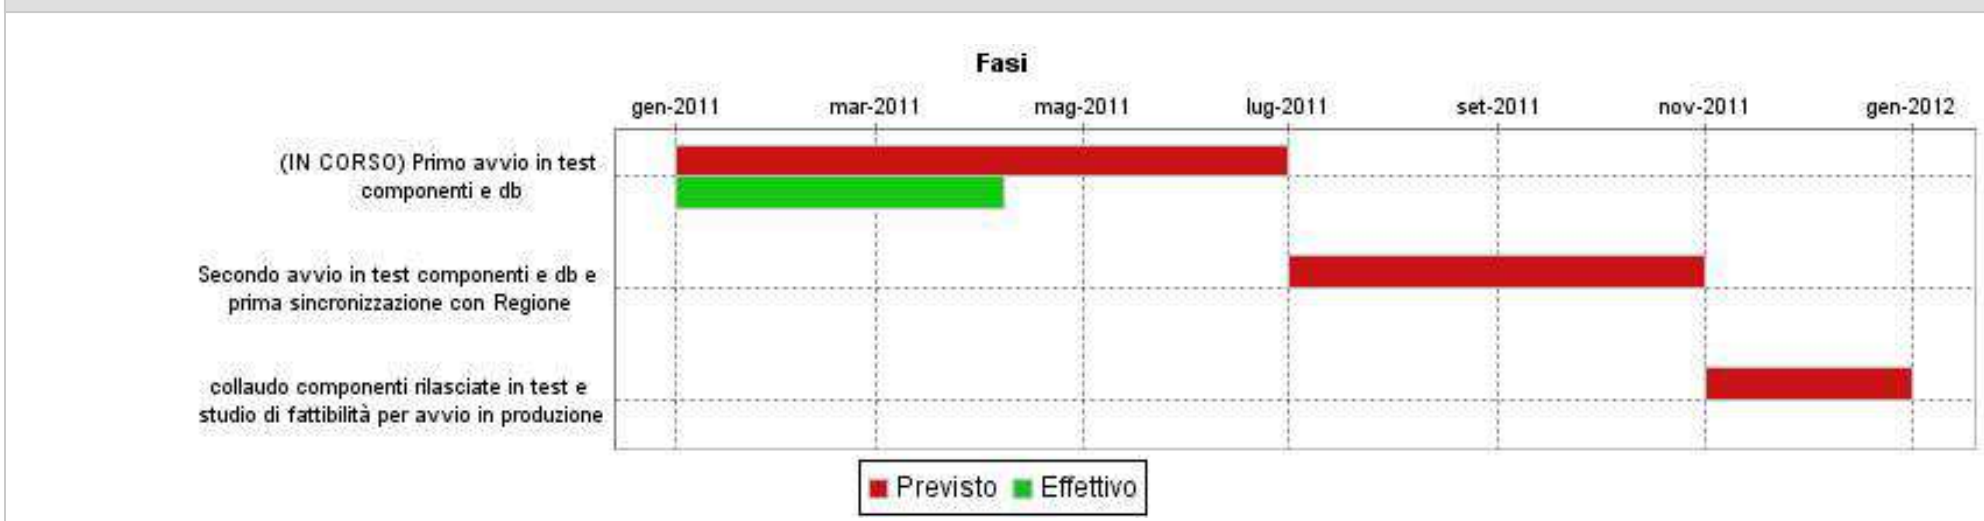 Fasi
gen-2011 mar-2011 mag-2011 lug-2011 set-2011 nov-2011 gen-2012
(IN CORSO) Primo avvio in test
componenti e db
Secondo avvio in test componenti e db e
prima sincronizzazione con Regione
collaudo componenti rilasciate in test e
studio di fattibilità per avvio in produzione
Previsto Effettivo